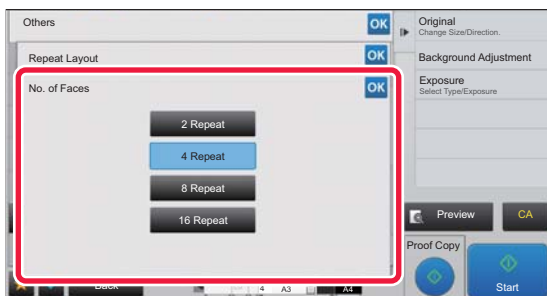 Others
OK
Original
Change Size/Direction.
Repeat Layout
OK
Background Adjustment
No. of Faces
OK
Exposure
Select Type/Exposure
2 Repeat
4 Repeat
8 Repeat
16 Repeat
Preview
CA
Proof Copy
Back
4
A3
A4
Start